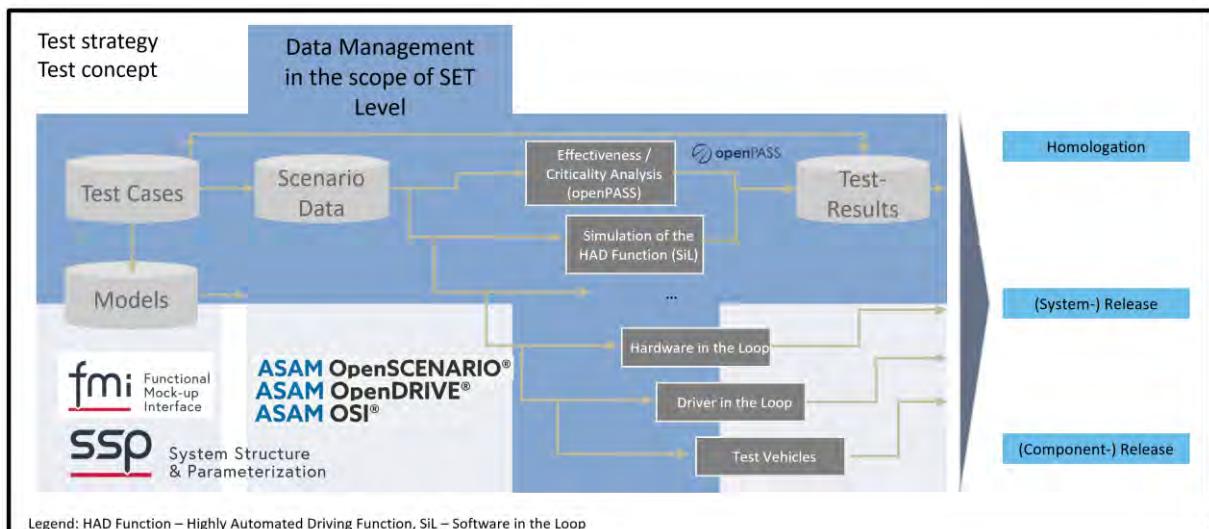 Test strategy
Test concept
Data Management
in the scope of SET
Level
Test Cases
Scenario
Data
Effectiveness /
Criticality Analysis
(openPASS)
openPASS
Test-
Results
Homologation
Simulation of the
HAD Function (SiL)
Models
...
(System-) Release
Hardware in the Loop
fmi Functional
Mock-up
Interface
ASAM OpenSCENARIO®
ASAM OpenDRIVE®
ASAM OSI®
Driver in the Loop
ssp System Structure
& Parameterization
Test Vehicles
(Component-) Release
Legend: HAD Function – Highly Automated Driving Function, SiL – Software in the Loop